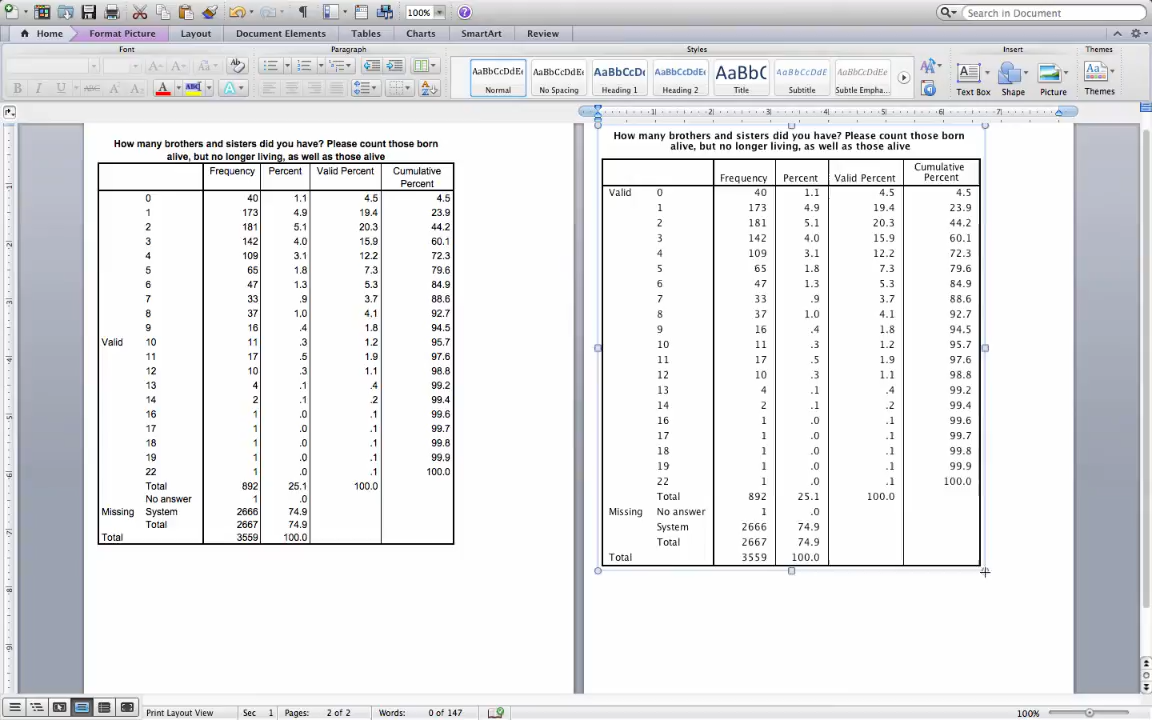 100%
Search in Document
Home Format Picture Layout Document Elements Tables Charts SmartArt Review
Font Paragraph Styles Insert Themes
AaBbCcDdEe AaBbCcDdEe AaBbCcDc AaBbCcDdEe AaBbC AaBbCcDdE AaBbCcDdEe
Normal No Spacing Heading 1 Heading 2 Title Subtitle Subtle Empha...
Text Box Shape Picture Themes
How many brothers and sisters did you have? Please count those born
alive, but no longer living, as well as those alive
Frequency Percent Valid Percent Cumulative Percent
0 40 1.1 4.5 4.5
1 173 4.9 19.4 23.9
2 181 5.1 20.3 44.2
3 142 4.0 15.9 60.1
4 109 3.1 12.2 72.3
5 65 1.8 7.3 79.6
6 47 1.3 5.3 84.9
7 33 .9 3.7 88.6
8 37 1.0 4.1 92.7
9 16 .4 1.8 94.5
Valid 10 11 .3 1.2 95.7
11 17 .5 1.9 97.6
12 10 .3 1.1 98.8
13 4 .1 .4 99.2
14 2 .1 .2 99.4
16 1 .0 .1 99.6
17 1 .0 .1 99.7
18 1 .0 .1 99.8
19 1 .0 .1 99.9
22 1 .0 .1 100.0
Total 892 25.1 100.0
No answer 1 .0
Missing System 2666 74.9
Total 2667 74.9
Total 3559 100.0
How many brothers and sisters did you have? Please count those born
alive, but no longer living, as well as those alive
Frequency Percent Valid Percent Cumulative Percent
Valid 0 40 1.1 4.5 4.5
1 173 4.9 19.4 23.9
2 181 5.1 20.3 44.2
3 142 4.0 15.9 60.1
4 109 3.1 12.2 72.3
5 65 1.8 7.3 79.6
6 47 1.3 5.3 84.9
7 33 .9 3.7 88.6
8 37 1.0 4.1 92.7
9 16 .4 1.8 94.5
10 11 .3 1.2 95.7
11 17 .5 1.9 97.6
12 10 .3 1.1 98.8
13 4 .1 .4 99.2
14 2 .1 .2 99.4
16 1 .0 .1 99.6
17 1 .0 .1 99.7
18 1 .0 .1 99.8
19 1 .0 .1 99.9
22 1 .0 .1 100.0
Total 892 25.1 100.0
Missing No answer 1 .0
System 2666 74.9
Total 2667 74.9
Total 3559 100.0
Print Layout View Sec 1 Pages: 2 of 2 Words: 0 of 147 100%